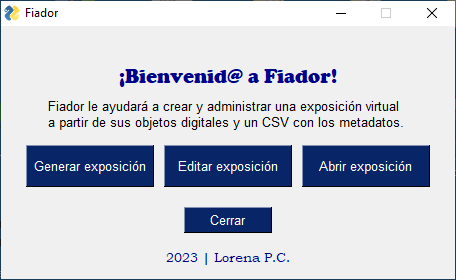 Fiador
¡Bienvenid@ a Fiador!
Fiador le ayudará a crear y administrar una exposición virtual
a partir de sus objetos digitales y un CSV con los metadatos.
Generar exposición Editar exposición Abrir exposición
Cerrar
2023 | Lorena P.C.